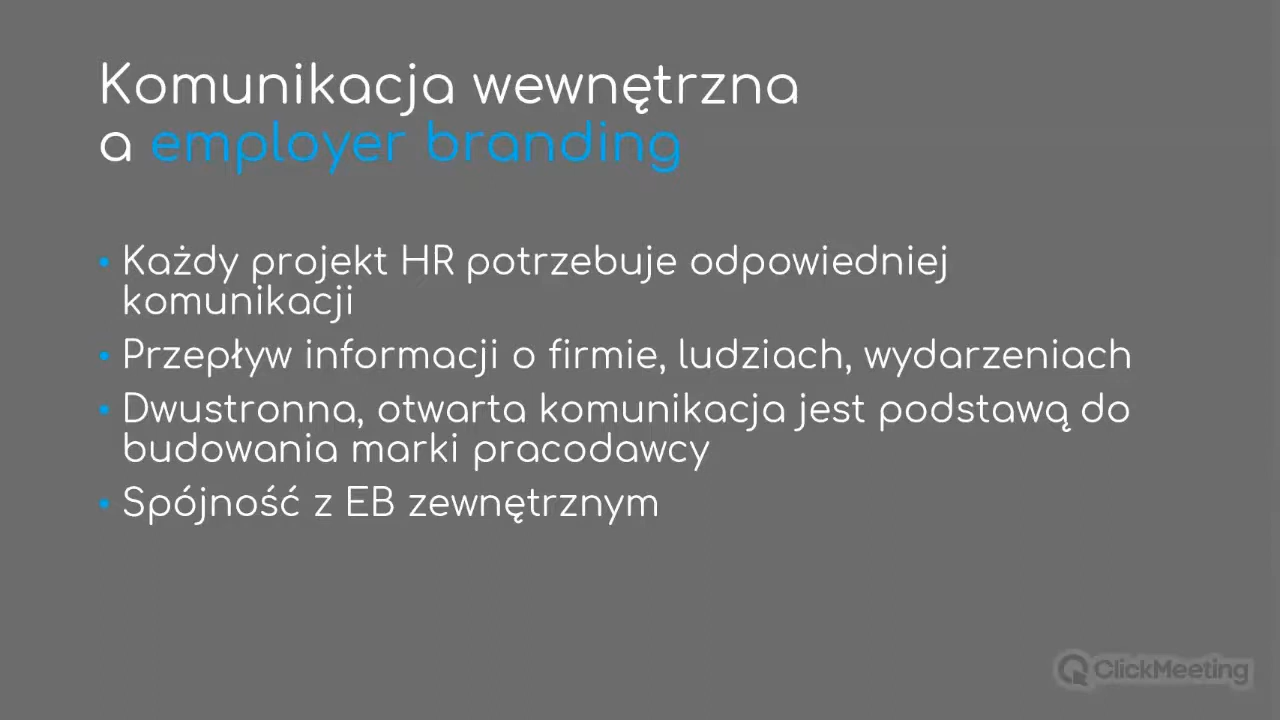 Komunikacja wewnętrzna
a employer branding
• Każdy projekt HR potrzebuje odpowiedniej
komunikacji
• Przepływ informacji o firmie, ludziach, wydarzeniach
• Dwustronna, otwarta komunikacja jest podstawą do
budowania marki pracodawcy
• Spójność z EB zewnętrznym
ClickMeeting